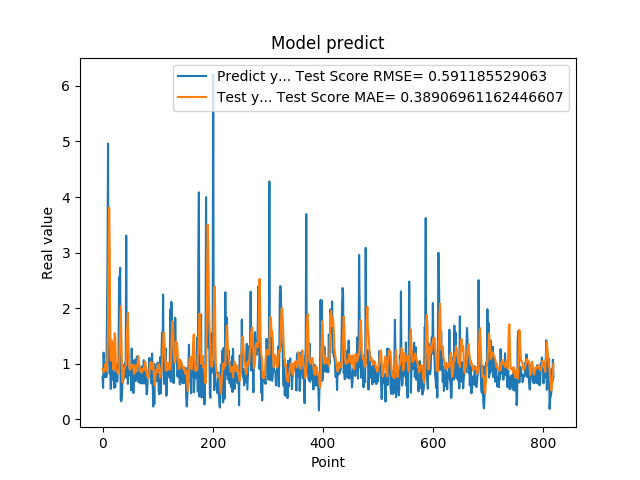 Model predict
Predict y... Test Score RMSE= 0.591185529063
Test y... Test Score MAE= 0.38906961162446607
6
5
4
3
2
1
0
Real value
0 200 400 600 800
Point